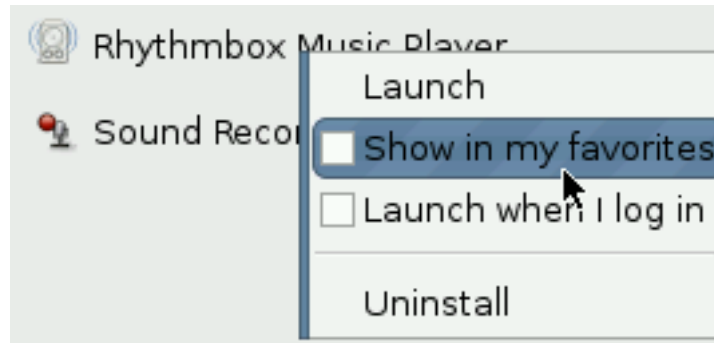 Rhythmbox Music Player
Launch
Sound Recor
Show in my favorites
Launch when I log in
Uninstall